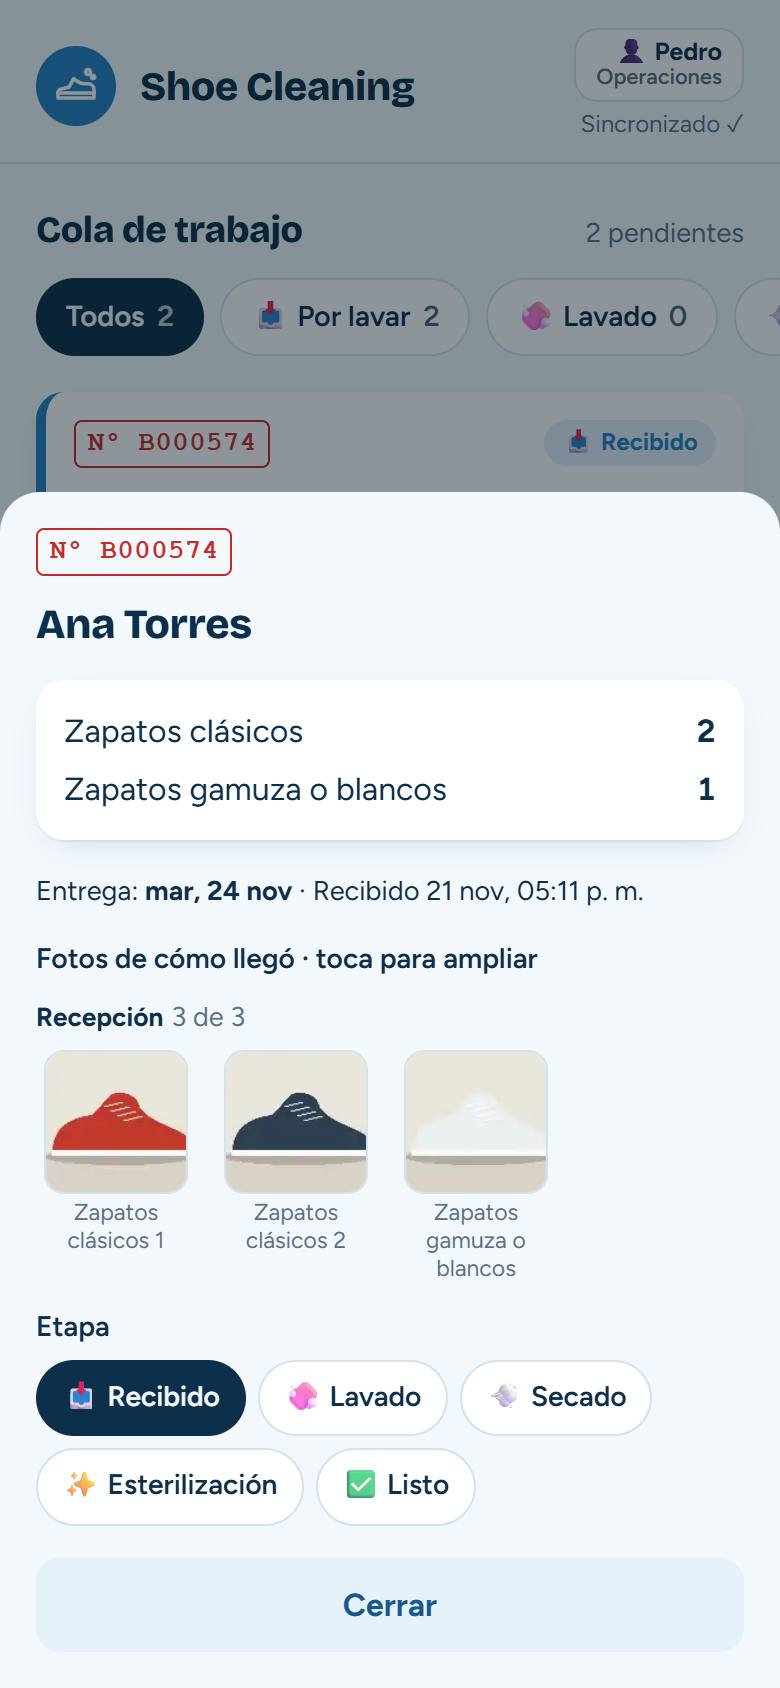 Shoe Cleaning
👤 Pedro
Operaciones
Sincronizado ✓
Cola de trabajo
2 pendientes
Todos 2
📥 Por lavar 2
🧼 Lavado 0
Nº B000574
📥 Recibido
Nº B000574
Ana Torres
Zapatos clásicos 2
Zapatos gamuza o blancos 1
Entrega: mar, 24 nov · Recibido 21 nov, 05:11 p. m.
Fotos de cómo llegó · toca para ampliar
Recepción 3 de 3
Zapatos
clásicos 1
Zapatos
clásicos 2
Zapatos
gamuza o
blancos
Etapa
📥 Recibido
🧼 Lavado
💨 Secado
✨ Esterilización
✅ Listo
Cerrar